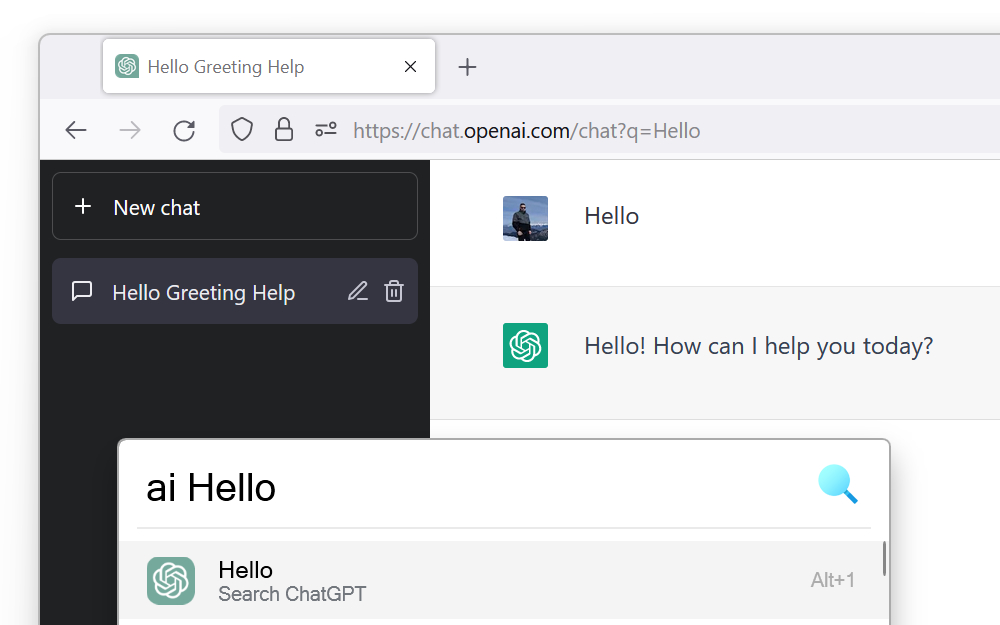 Hello Greeting Help
https://chat.openai.com/chat?q=Hello
New chat
Hello
Hello Greeting Help
Hello! How can I help you today?
ai Hello
Hello
Search ChatGPT
Alt+1